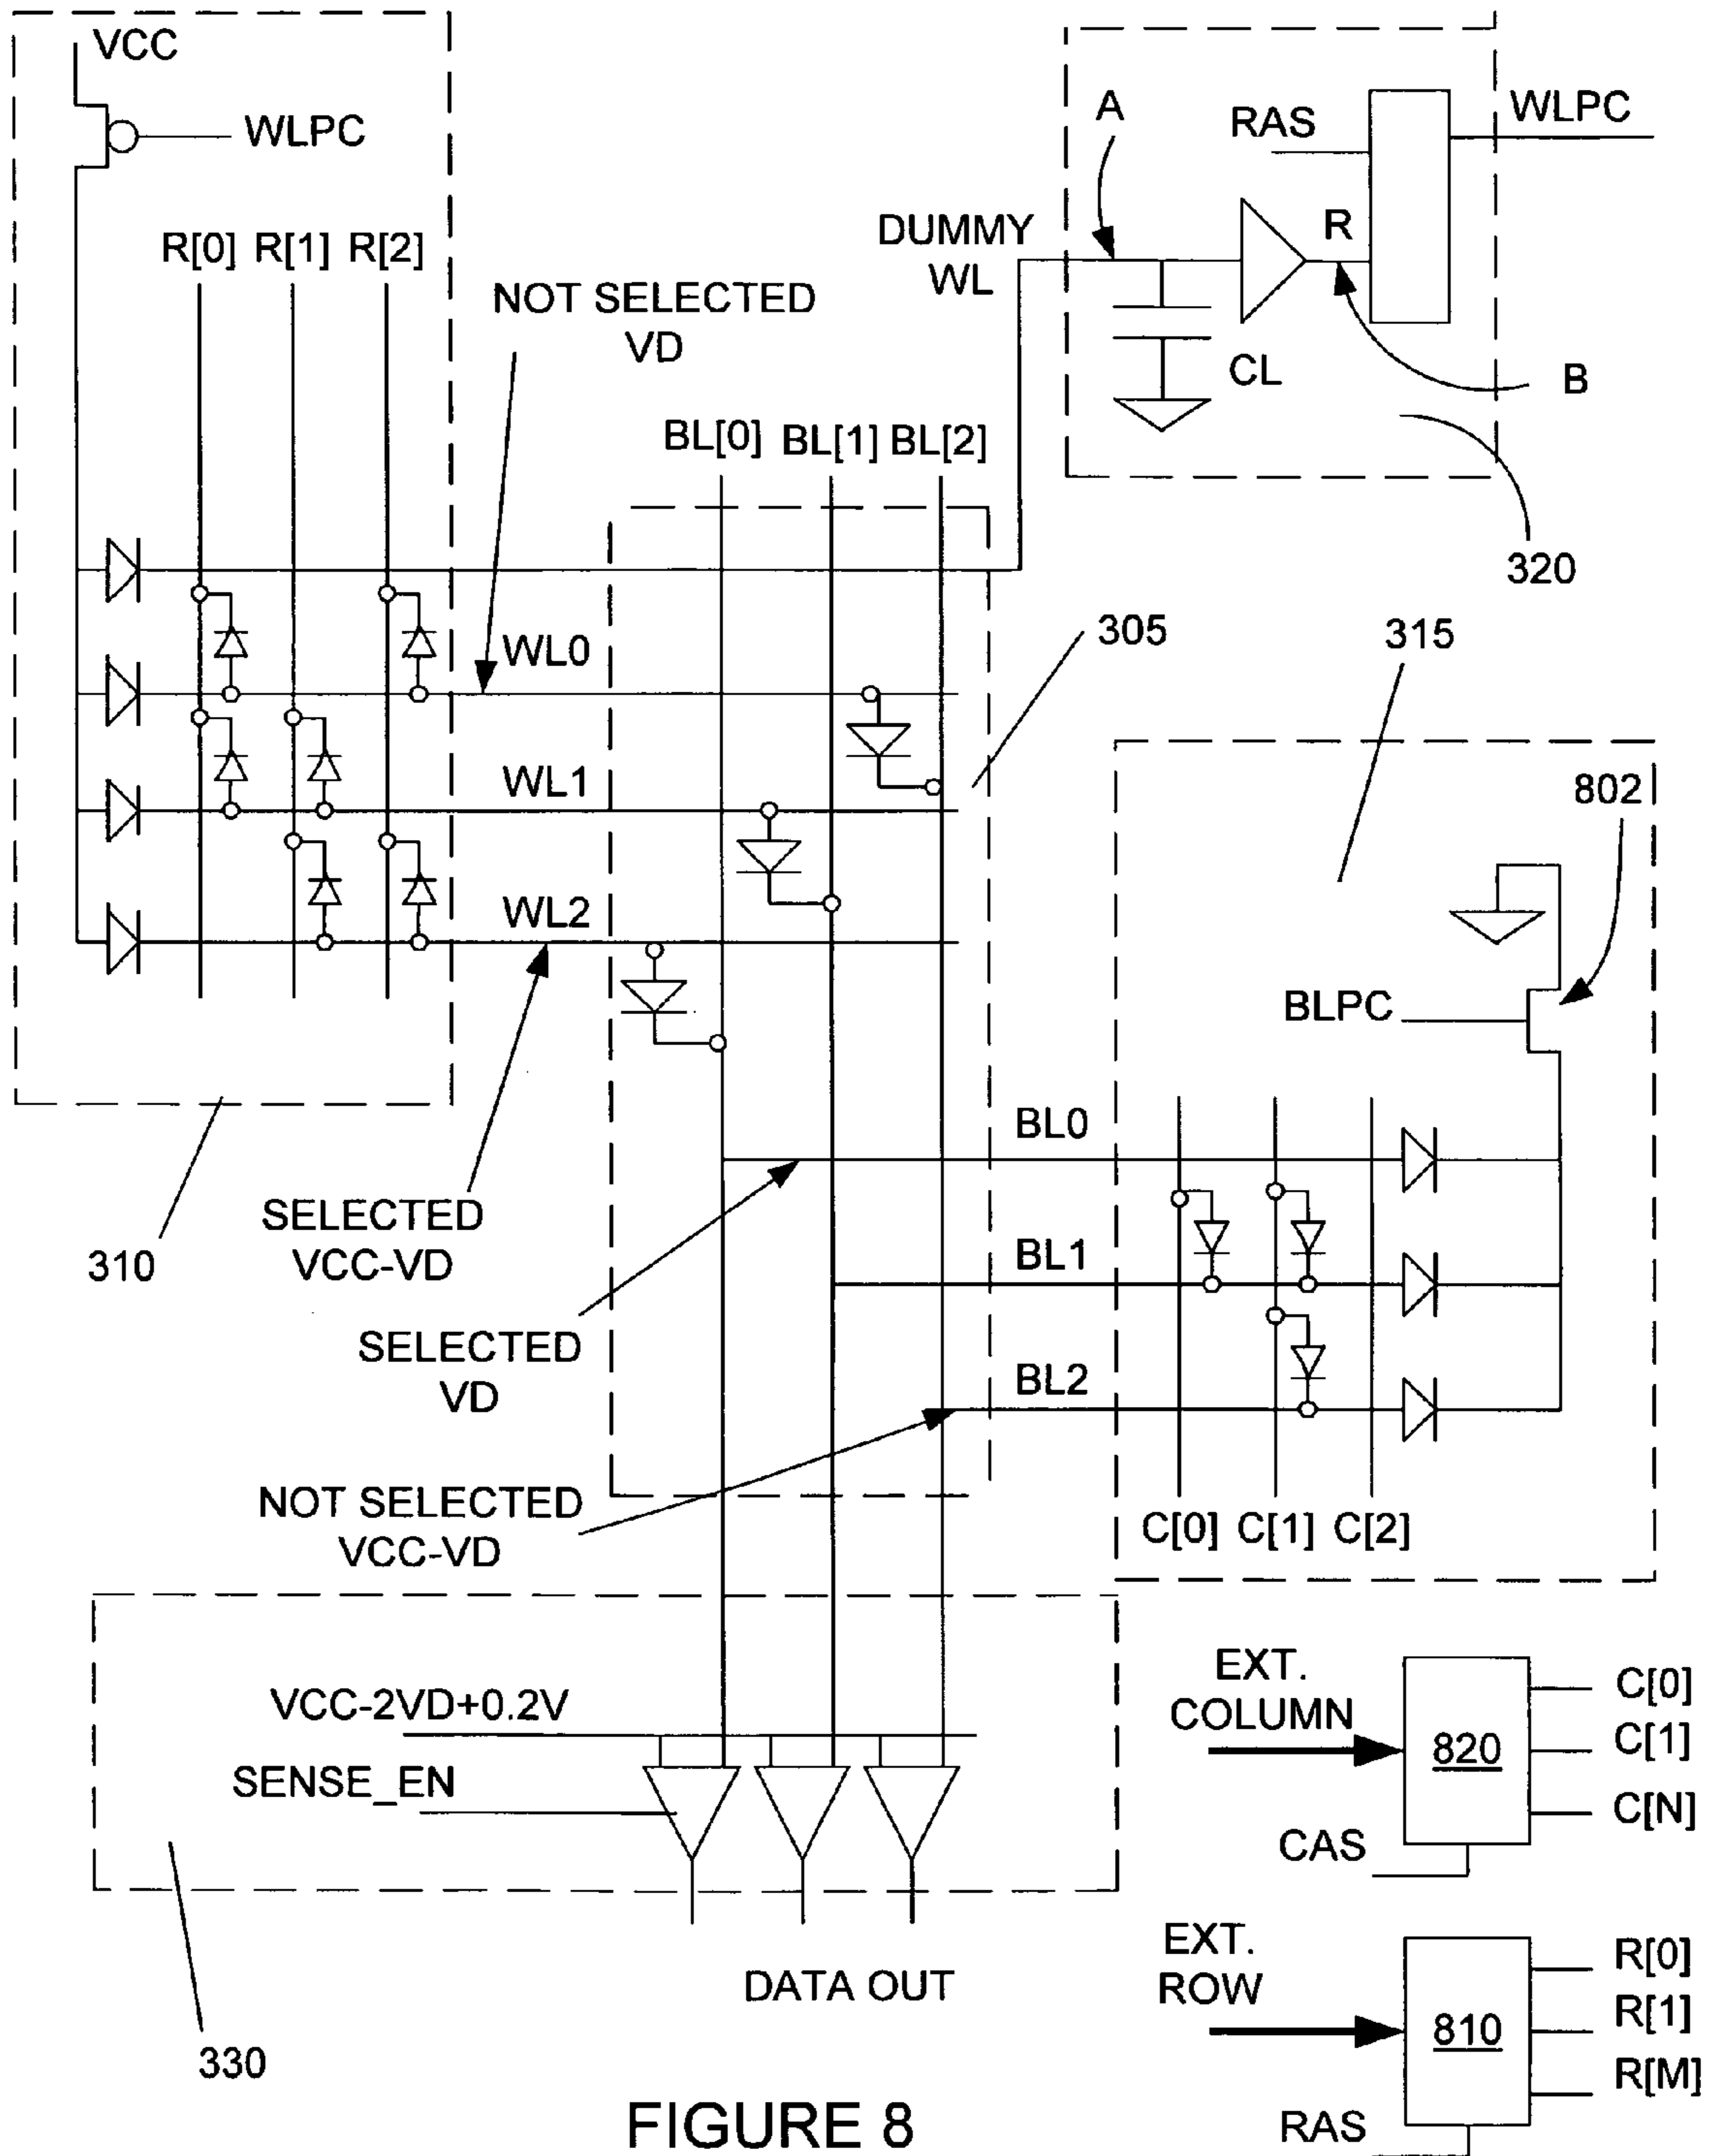 VCC
WLPC
R[0] R[1] R[2]
NOT SELECTED
VD
A
RAS
WLPC
DUMMY
WL
R
CL
B
320
BL[0] BL[1] BL[2]
WL0
WL1
WL2
305
315
802
BLPC
310
SELECTED
VCC-VD
SELECTED
VD
NOT SELECTED
VCC-VD
BL0
BL1
BL2
C[0] C[1] C[2]
VCC-2VD+0.2V
SENSE_EN
DATA OUT
330
EXT.
COLUMN
820
C[0]
C[1]
C[N]
CAS
EXT.
ROW
810
R[0]
R[1]
R[M]
RAS
FIGURE 8